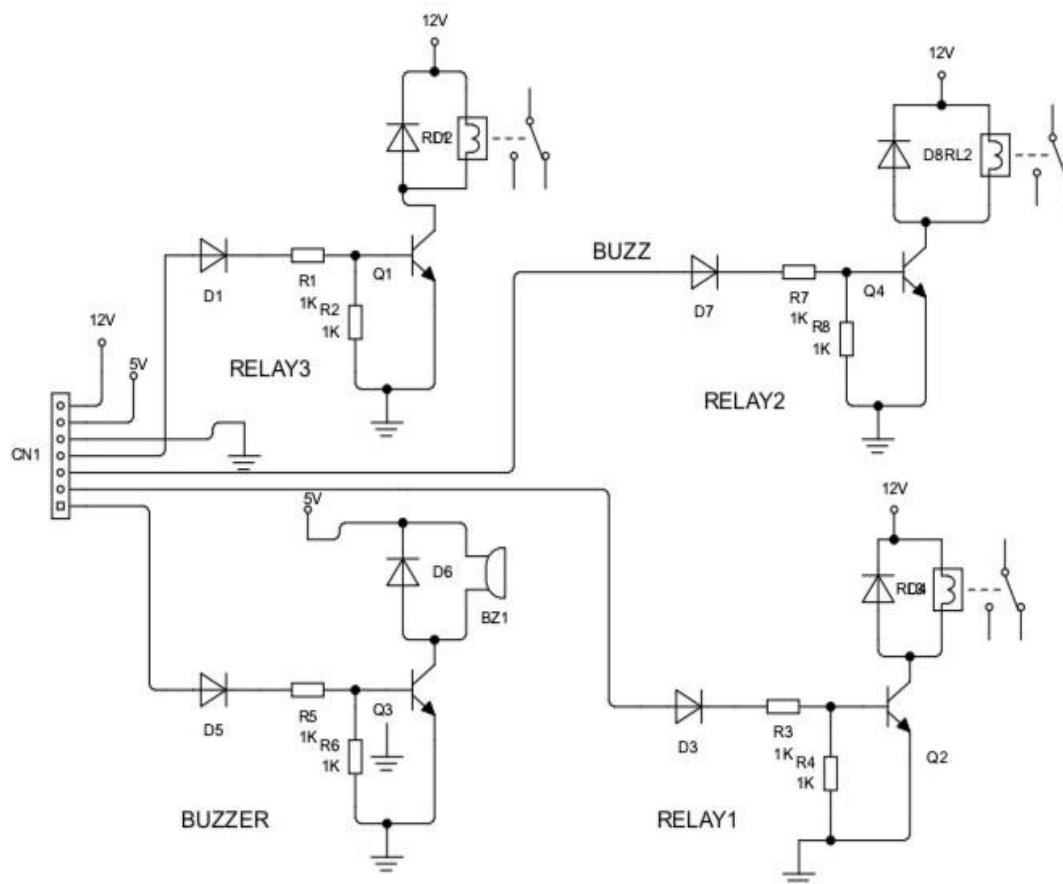 12V
12V
D8RL2
BUZZ
D1
R1
1K
R2
1K
Q1
D7
R7
1K
R8
1K
Q4
12V
5V
RELAY3
RELAY2
CN1
12V
5V
D6
BZ1
D5
R5
1K
R6
1K
Q3
D3
R3
1K
R4
1K
Q2
BUZZER
RELAY1